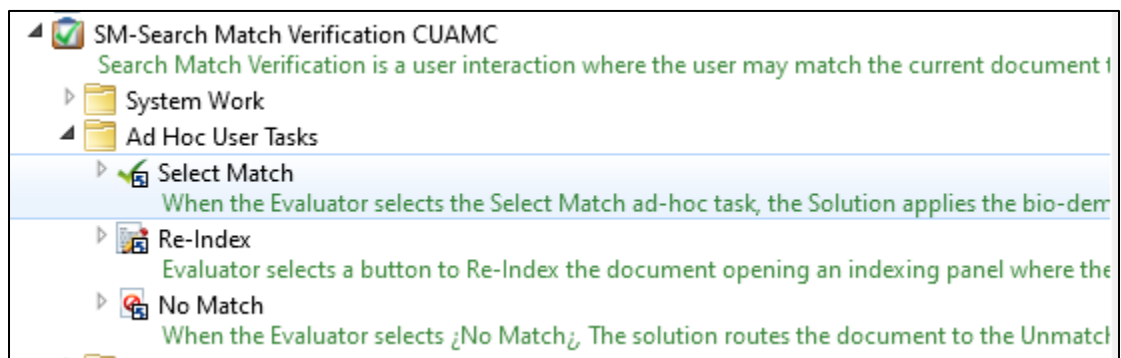 SM-Search Match Verification CUAMC
Search Match Verification is a user interaction where the user may match the current document
System Work
Ad Hoc User Tasks
Select Match
When the Evaluator selects the Select Match ad-hoc task, the Solution applies the bio-dem
Re-Index
Evaluator selects a button to Re-Index the document opening an indexing panel where the
No Match
When the Evaluator selects ¿No Match¿, The solution routes the document to the Unmatch